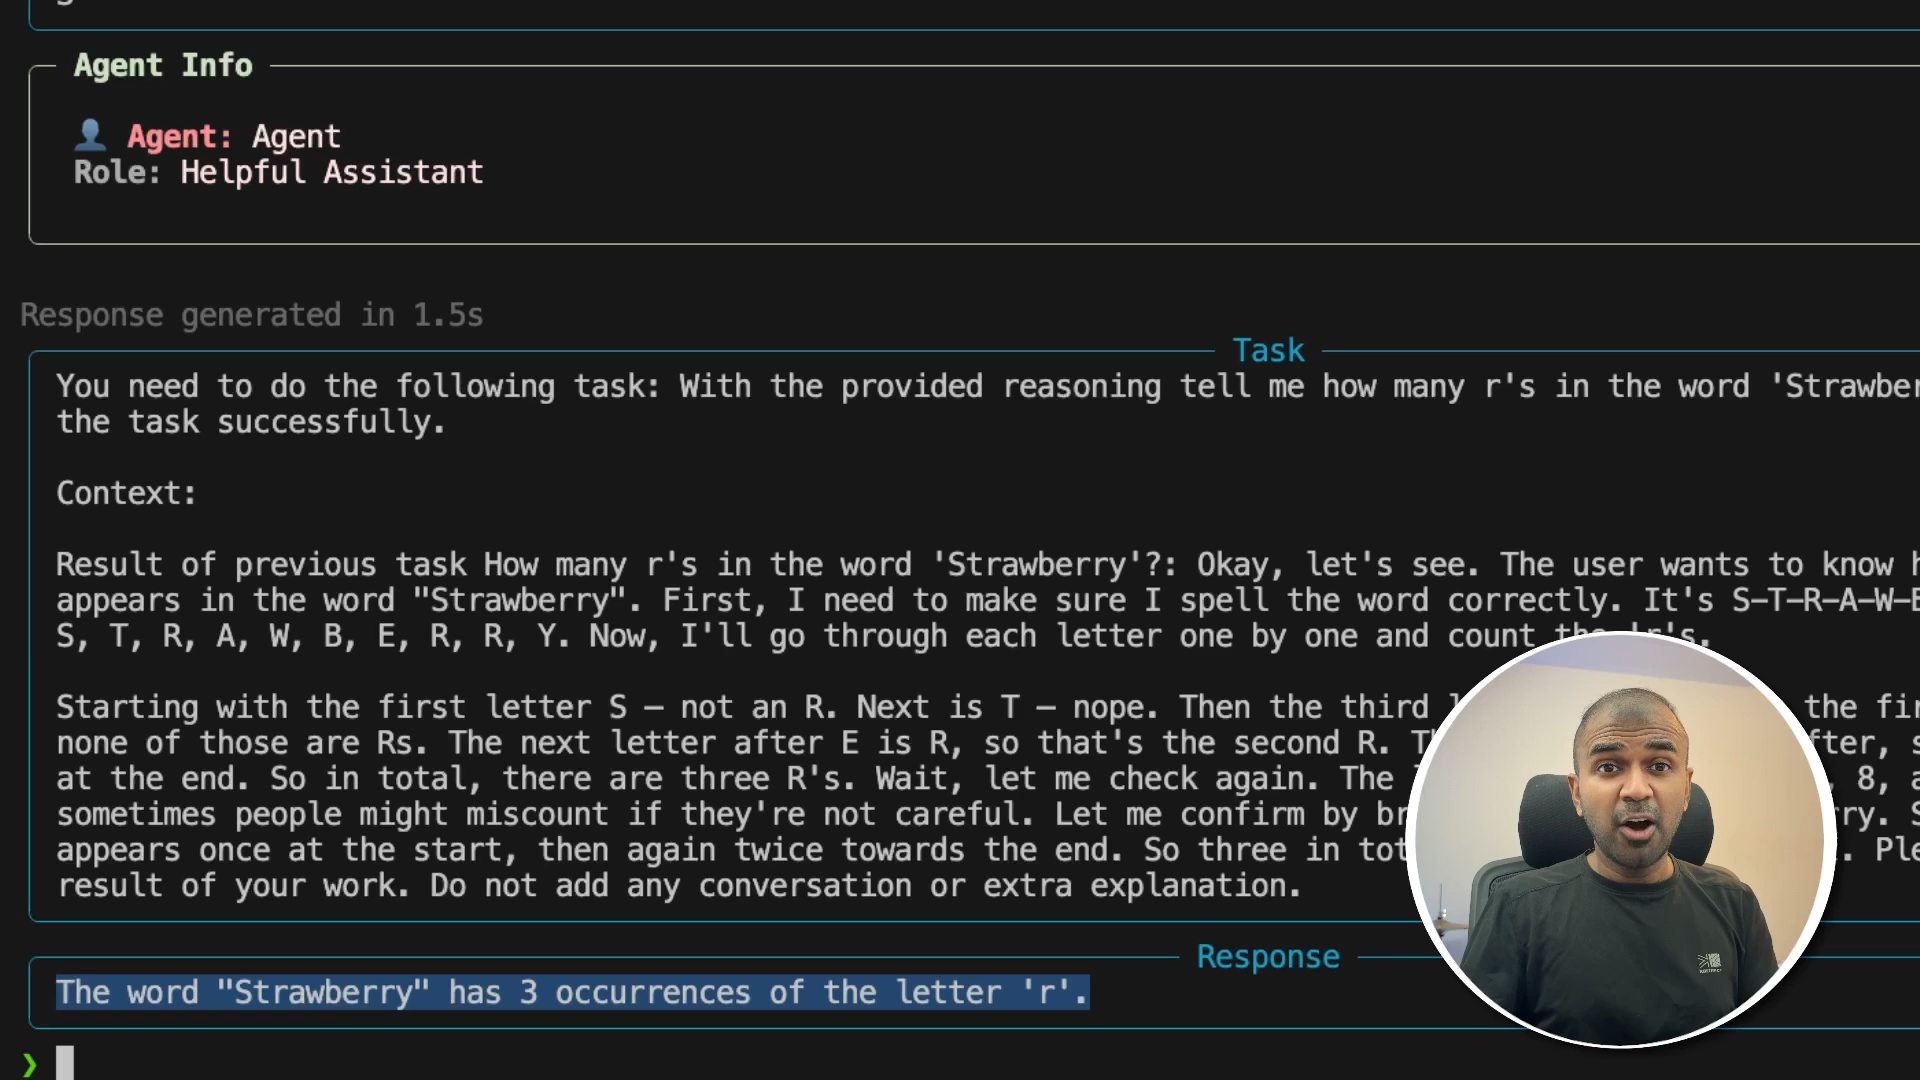 Agent Info
Agent: Agent
Role: Helpful Assistant
Response generated in 1.5s
Task
You need to do the following task: With the provided reasoning tell me how many r's in the word 'Strawber
the task successfully.
Context:
Result of previous task How many r's in the word 'Strawberry'?: Okay, let's see. The user wants to know h
appears in the word "Strawberry". First, I need to make sure I spell the word correctly. It's S–T–R–A–W–B
S, T, R, A, W, B, E, R, R, Y. Now, I'll go through each letter one by one and count the 'r's.
Starting with the first letter S – not an R. Next is T – nope. Then the third the fir
none of those are Rs. The next letter after E is R, so that's the second R. fter, s
at the end. So in total, there are three R's. Wait, let me check again. The , 8, a
sometimes people might miscount if they're not careful. Let me confirm by br ry. S
appears once at the start, then again twice towards the end. So three in tot . Ple
result of your work. Do not add any conversation or extra explanation.
Response
The word "Strawberry" has 3 occurrences of the letter 'r'.